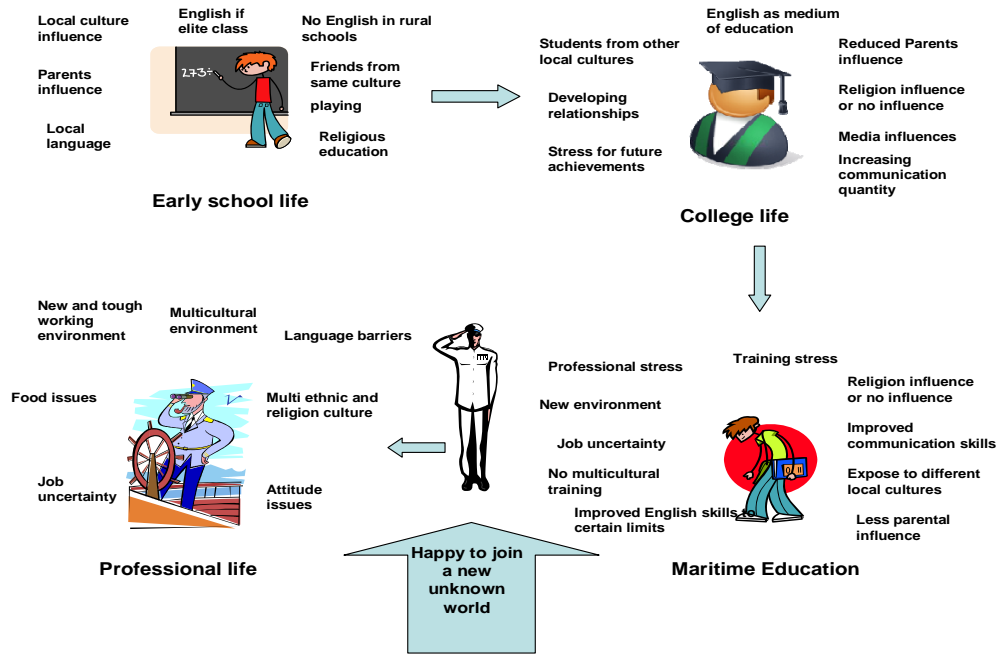 Local culture
influence
English if
elite class
No English in rural
schools
Parents
influence
273÷
Friends from
same culture
playing
Local
language
Religious
education
Early school life
English as medium
of education
Students from other
local cultures
Reduced Parents
influence
Developing
relationships
Religion influence
or no influence
Stress for future
achievements
Media influences
Increasing
communication
quantity
College life
New and tough
working
environment
Multicultural
environment
Language barriers
Food issues
Multi ethnic and
religion culture
Job
uncertainty
Attitude
issues
Professional life
Happy to join
a new
unknown
world
Professional stress
Training stress
New environment
Religion influence
or no influence
Job uncertainty
Improved
communication skills
No multicultural
training
Expose to different
local cultures
Improved English skills to
certain limits
Less parental
influence
Maritime Education